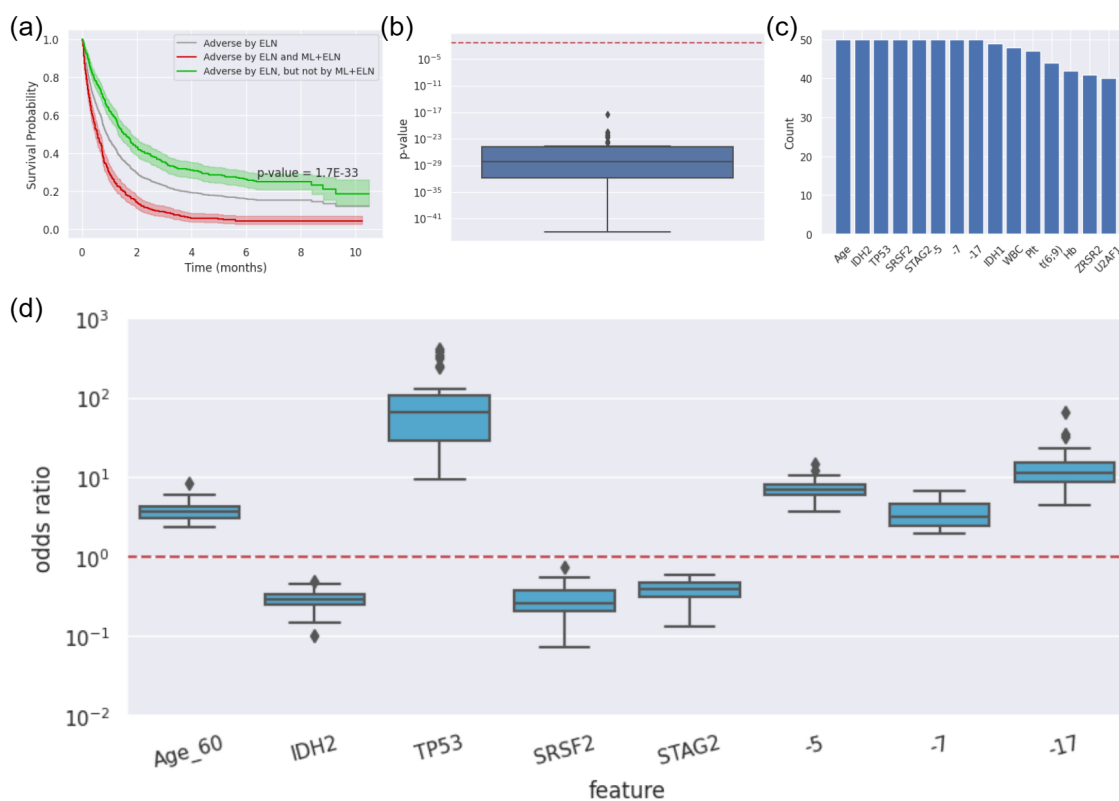 (a)
Adverse by ELN
Adverse by ELN and ML+ELN
Adverse by ELN, but not by ML+ELN
p-value = 1.7E-33
Survival Probability
1.0
0.8
0.6
0.4
0.2
0.0
0 2 4 6 8 10
Time (months)
(b)
p-value
10^-5
10^-11
10^-17
10^-23
10^-29
10^-35
10^-41
(c)
Count
50
40
30
20
10
0
Age IDH2 TP53 SRSF2 STAG2 -5 -7 -17 IDH1 WBC Plt t(6;9) Hb ZRSR2 U2AF1
(d)
odds ratio
10^3
10^2
10^1
10^0
10^-1
10^-2
Age_60 IDH2 TP53 SRSF2 STAG2 -5 -7 -17
feature